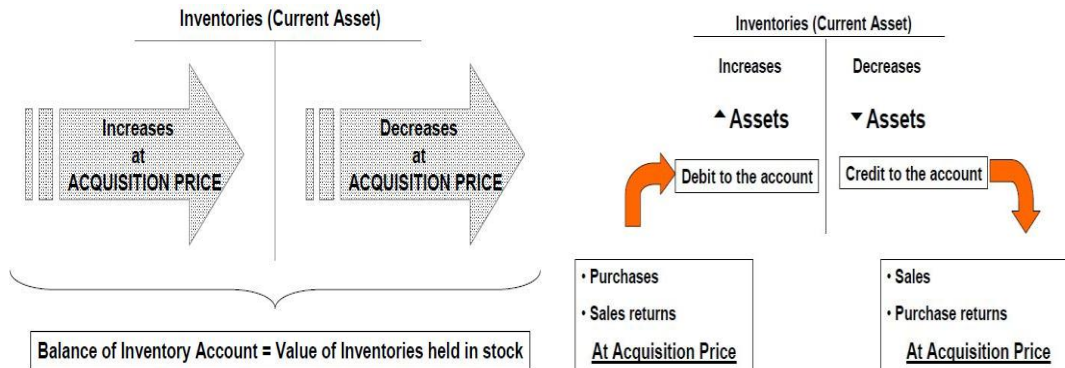 Inventories (Current Asset)
Increases
at
ACQUISITION PRICE
Decreases
at
ACQUISITION PRICE
Balance of Inventory Account = Value of Inventories held in stock
Inventories (Current Asset)
Increases
Decreases
Assets
Assets
Debit to the account
Credit to the account
• Purchases
• Sales returns
At Acquisition Price
• Sales
• Purchase returns
At Acquisition Price